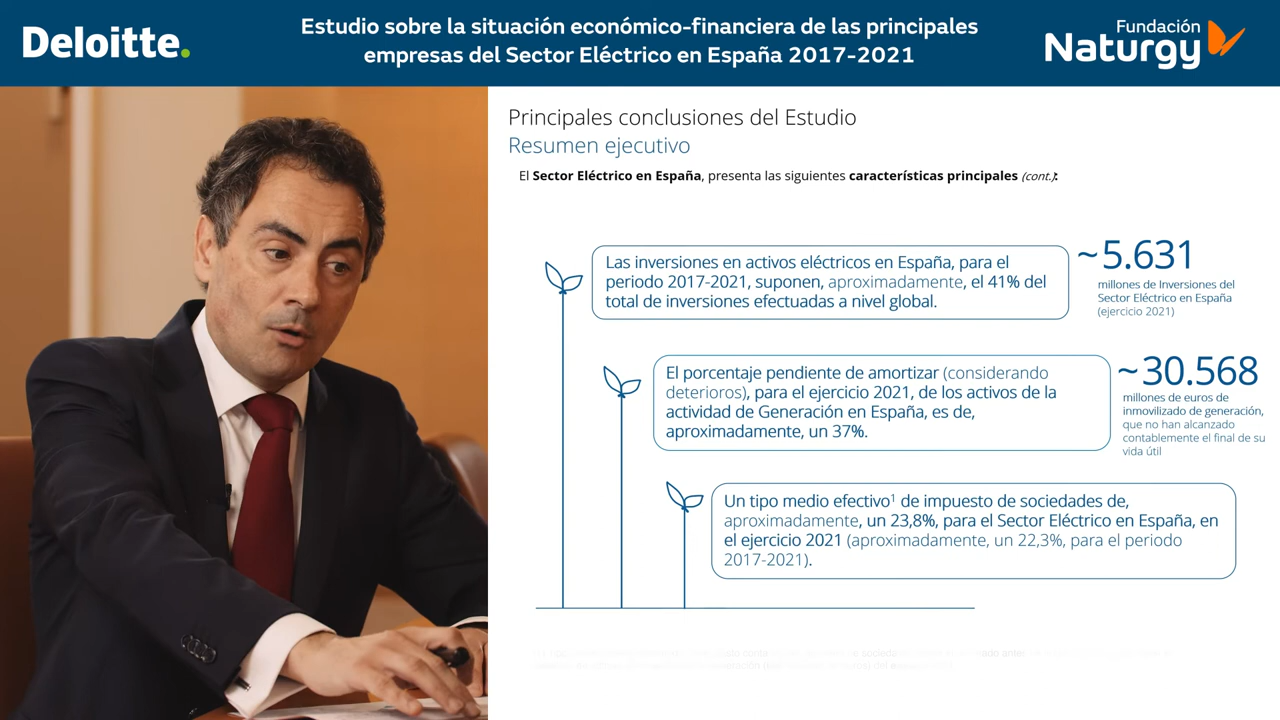 Deloitte.
Estudio sobre la situación económico-financiera de las principales
empresas del Sector Eléctrico en España 2017-2021
Fundación
Naturgy
Principales conclusiones del Estudio
Resumen ejecutivo
El Sector Eléctrico en España, presenta las siguientes características principales (cont.):
Las inversiones en activos eléctricos en España, para el
periodo 2017-2021, suponen, aproximadamente, el 41% del
total de inversiones efectuadas a nivel global.
~5.631
millones de Inversiones del
Sector Eléctrico en España
(ejercicio 2021)
El porcentaje pendiente de amortizar (considerando
deterioros), para el ejercicio 2021, de los activos de la
actividad de Generación en España, es de,
aproximadamente, un 37%.
~30.568
millones de euros de
inmovilizado de generación,
que no han alcanzado
contablemente el final de su
vida útil
Un tipo medio efectivo¹ de impuesto de sociedades de,
aproximadamente, un 23,8%, para el Sector Eléctrico en España, en
el ejercicio 2021 (aproximadamente, un 22,3%, para el periodo
2017-2021).